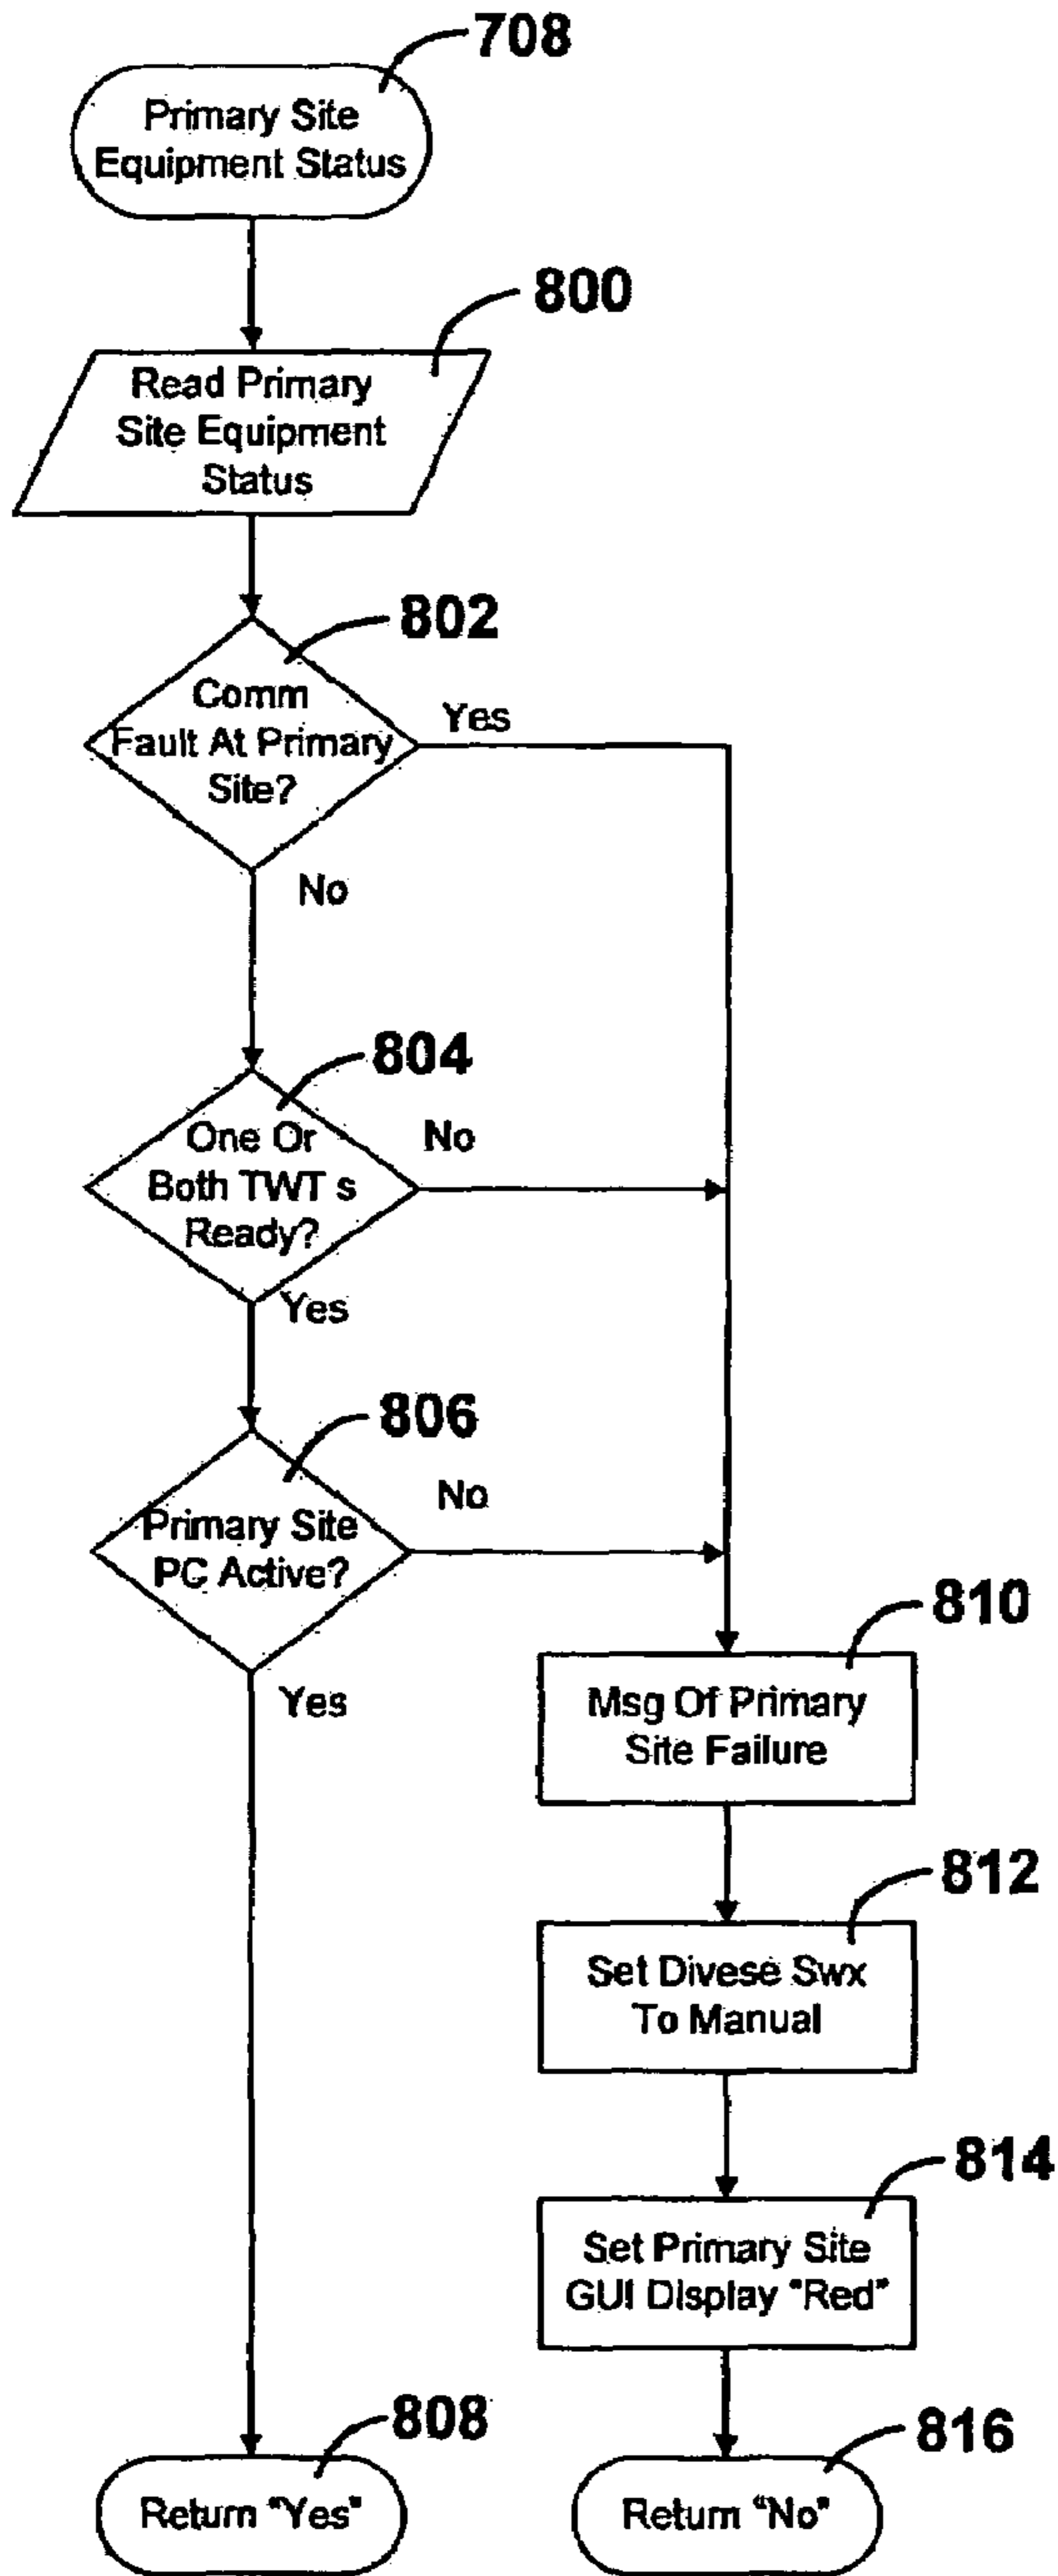 708
Primary Site
Equipment Status
800
Read Primary
Site Equipment
Status
802
Comm
Fault At Primary
Site?
Yes
No
804
One Or
Both TWT s
Ready?
No
Yes
806
Primary Site
PC Active?
No
Yes
810
Msg Of Primary
Site Failure
812
Set Divese Swx
To Manual
814
Set Primary Site
GUI Display "Red"
808
Return "Yes"
816
Return "No"